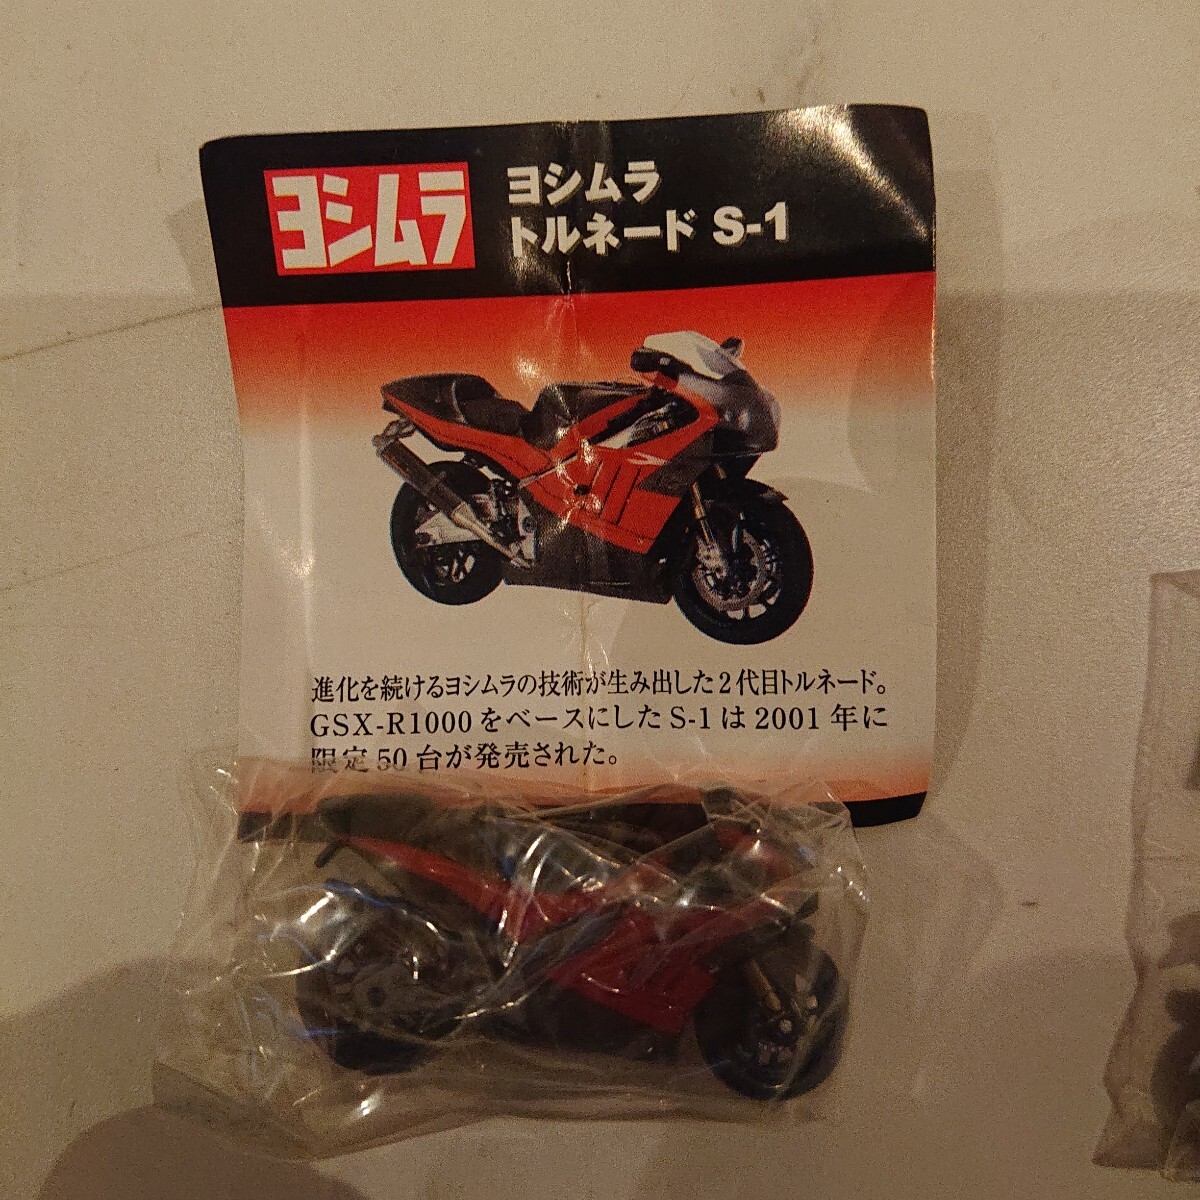 ヨシムラ
ヨシムラ
トルネード S-1
進化を続けるヨシムラの技術が生み出した2代目トルネード。
GSX-R1000をベースにしたS-1は2001年に
限定50台が発売された。